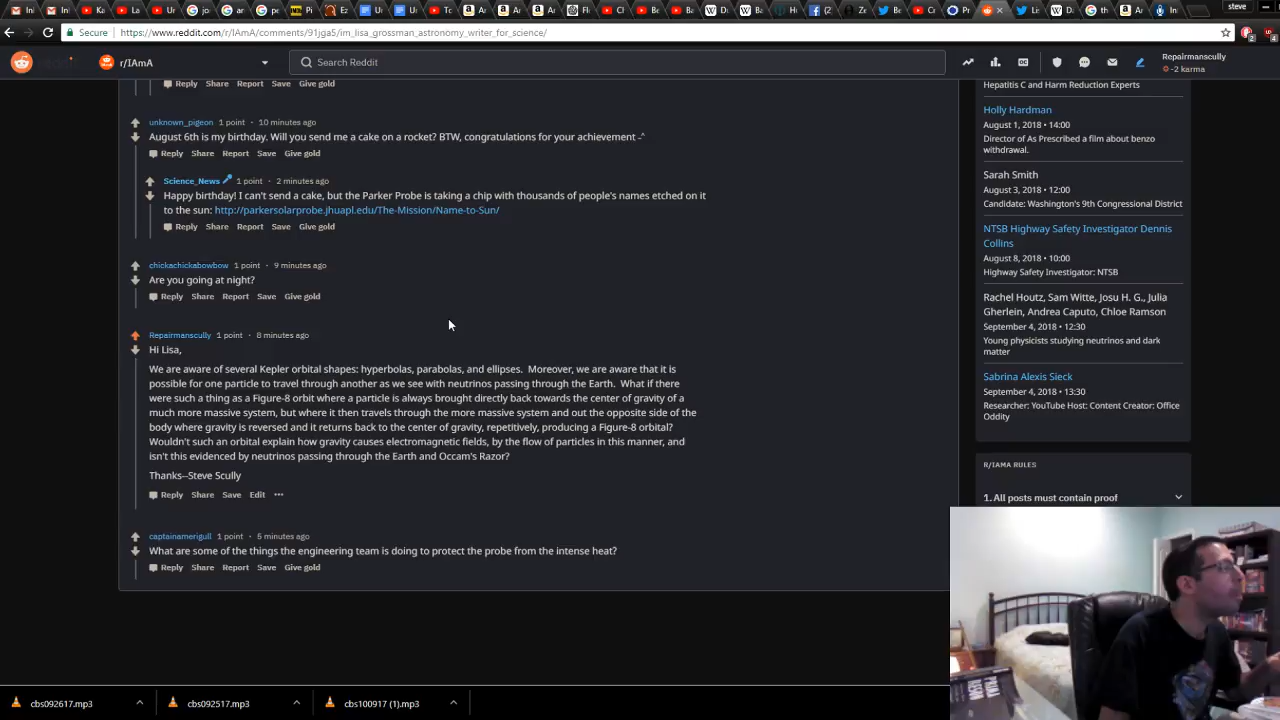 steve
Secure
https://www.reddit.com/r/IAmA/comments/91jga5/im_lisa_grossman_astronomy_writer_for_science/
r/IAmA
Search Reddit
Repairmanscully
-2 karma
Reply Share Report Save Give gold
unknown_pigeon 1 point · 10 minutes ago
August 6th is my birthday. Will you send me a cake on a rocket? BTW, congratulations for your achievement -^
Reply Share Report Save Give gold
Science_News 1 point · 2 minutes ago
Happy birthday! I can't send a cake, but the Parker Probe is taking a chip with thousands of people's names etched on it
to the sun: http://parkersolarprobe.jhuapl.edu/The-Mission/Name-to-Sun/
Reply Share Report Save Give gold
chickachickabowbow 1 point · 9 minutes ago
Are you going at night?
Reply Share Report Save Give gold
Repairmanscully 1 point · 8 minutes ago
Hi Lisa,
We are aware of several Kepler orbital shapes: hyperbolas, parabolas, and ellipses. Moreover, we are aware that it is
possible for one particle to travel through another as we see with neutrinos passing through the Earth. What if there
were such a thing as a Figure-8 orbit where a particle is always brought directly back towards the center of gravity of a
much more massive system, but where it then travels through the more massive system and out the opposite side of the
body where gravity is reversed and it returns back to the center of gravity, repetitively, producing a Figure-8 orbital?
Wouldn't such an orbital explain how gravity causes electromagnetic fields, by the flow of particles in this manner, and
isn't this evidenced by neutrinos passing through the Earth and Occam's Razor?
Thanks--Steve Scully
Reply Share Save Edit •••
captainamerigull 1 point · 5 minutes ago
What are some of the things the engineering team is doing to protect the probe from the intense heat?
Reply Share Report Save Give gold
Hepatitis C and Harm Reduction Experts
Holly Hardman
August 1, 2018 • 14:00
Director of As Prescribed a film about benzo
withdrawal.
Sarah Smith
August 3, 2018 • 12:00
Candidate: Washington's 9th Congressional District
NTSB Highway Safety Investigator Dennis
Collins
August 8, 2018 • 10:00
Highway Safety Investigator: NTSB
Rachel Houtz, Sam Witte, Josu H. G., Julia
Gherlein, Andrea Caputo, Chloe Ramson
September 4, 2018 • 12:30
Young physicists studying neutrinos and dark
matter
Sabrina Alexis Sieck
September 4, 2018 • 13:30
Researcher: YouTube Host: Content Creator: Office
Oddity
R/IAMA RULES
1. All posts must contain proof
cbs092617.mp3
cbs092517.mp3
cbs100917 (1).mp3